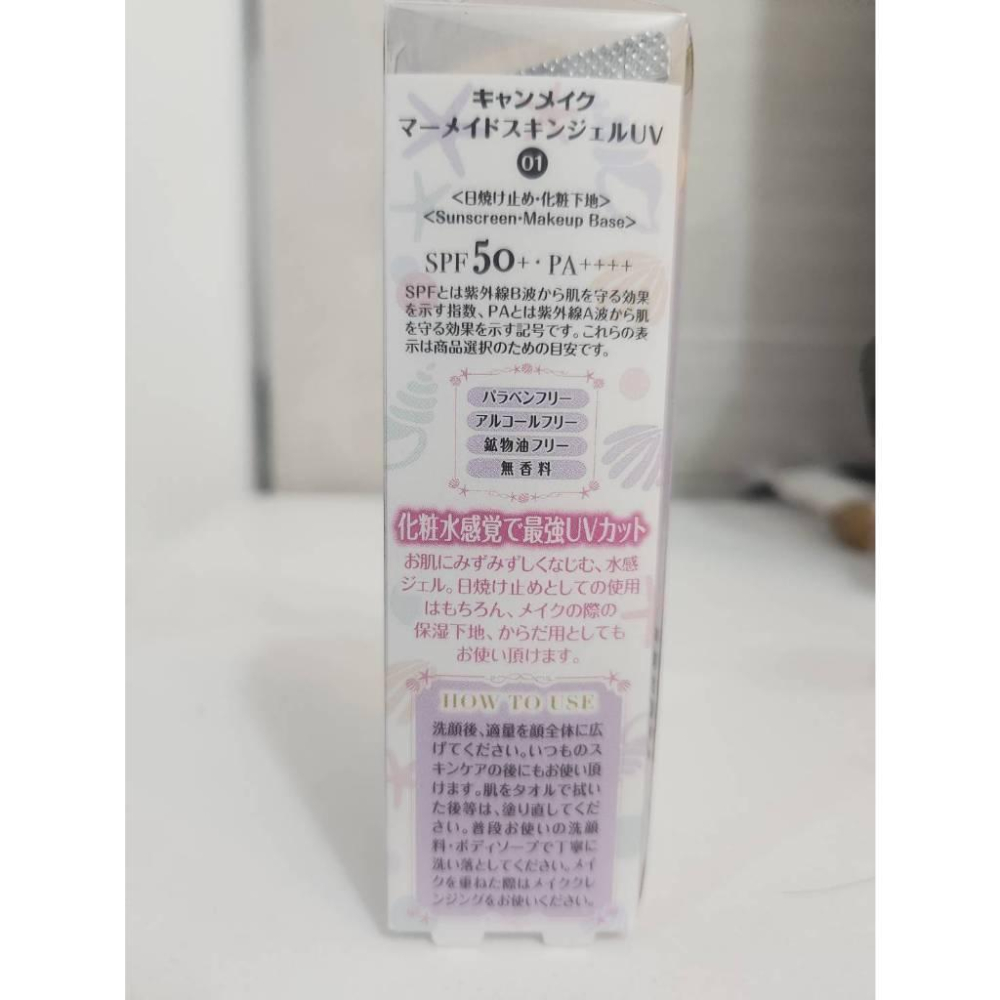 キャンメイク
マーメイドスキンジェルUV
01
<日焼け止め・化粧下地>
<Sunscreen・Makeup Base>
SPF50+・PA++++
SPFとは紫外線B波から肌を守る効果
を示す指数、PAとは紫外線A波から肌
を守る効果を示す記号です。これらの表
示は商品選択のための目安です。
パラベンフリー
アルコールフリー
鉱物油フリー
無香料
化粧水感覚で最強UVカット
お肌にみずみずしくなじむ、水感
ジェル。日焼け止めとしての使用
はもちろん、メイクの際の
保湿下地、からだ用としても
お使い頂けます。
HOW TO USE
洗顔後、適量を顔全体に広
げてください。いつものス
キンケアの後にもお使い頂
けます。肌をタオルで拭い
た後等は、塗り直してくだ
さい。普段お使いの洗顔
料・ボディソープで丁寧に
洗い落としてください。メイ
クを重ねた際はメイククレ
ンジングをお使いください。